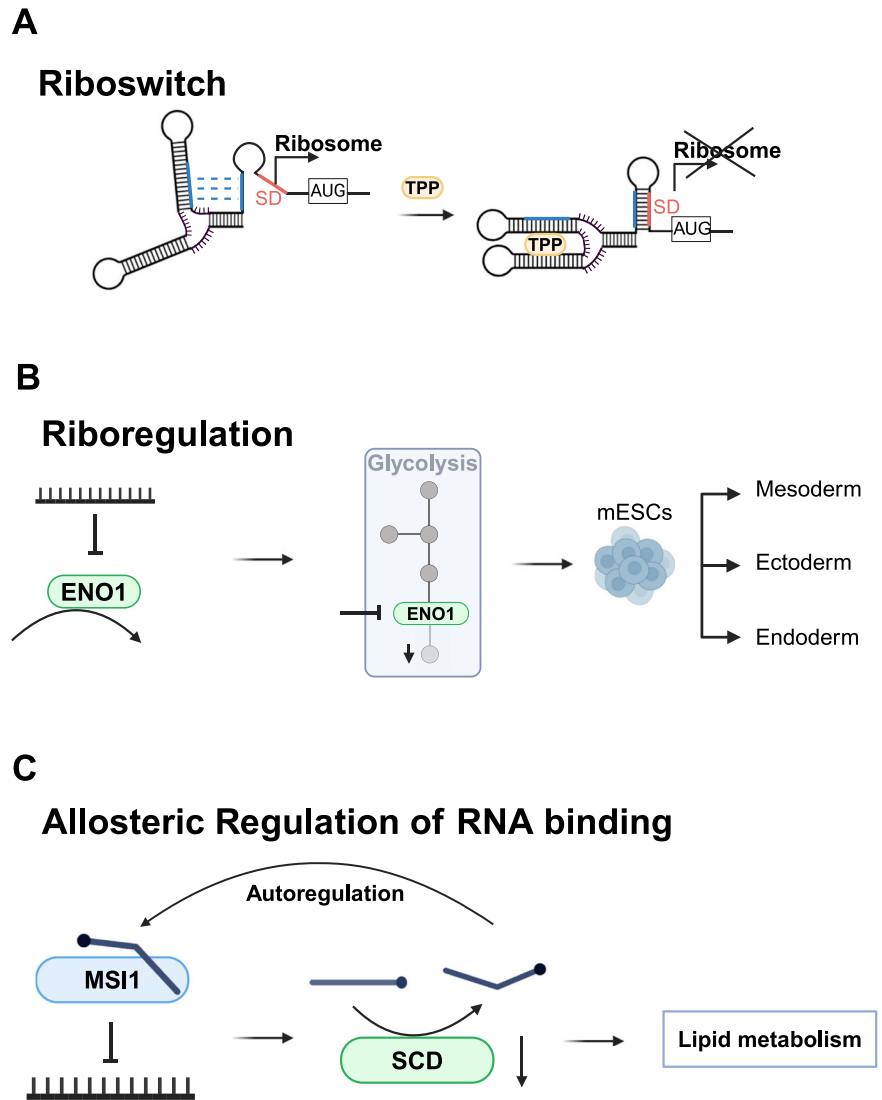 A
Riboswitch
Ribosome
SD
AUG
TPP
TPP
Ribosome
SD
AUG
B
Riboregulation
ENO1
Glycolysis
ENO1
mESCs
Mesoderm
Ectoderm
Endoderm
C
Allosteric Regulation of RNA binding
Autoregulation
MSI1
SCD
Lipid metabolism